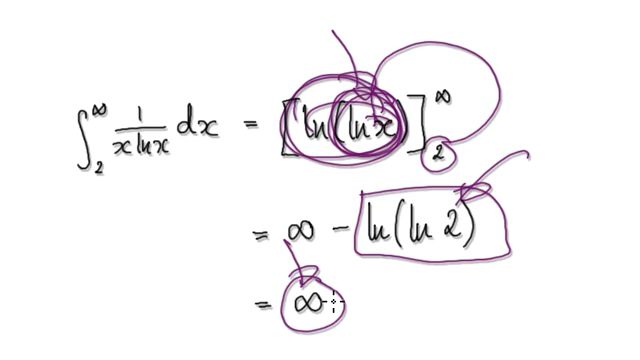 ∫₂^∞ 1/(x ln x) dx = [ln(ln x)]₂^∞
= ∞ − ln(ln 2)
= ∞